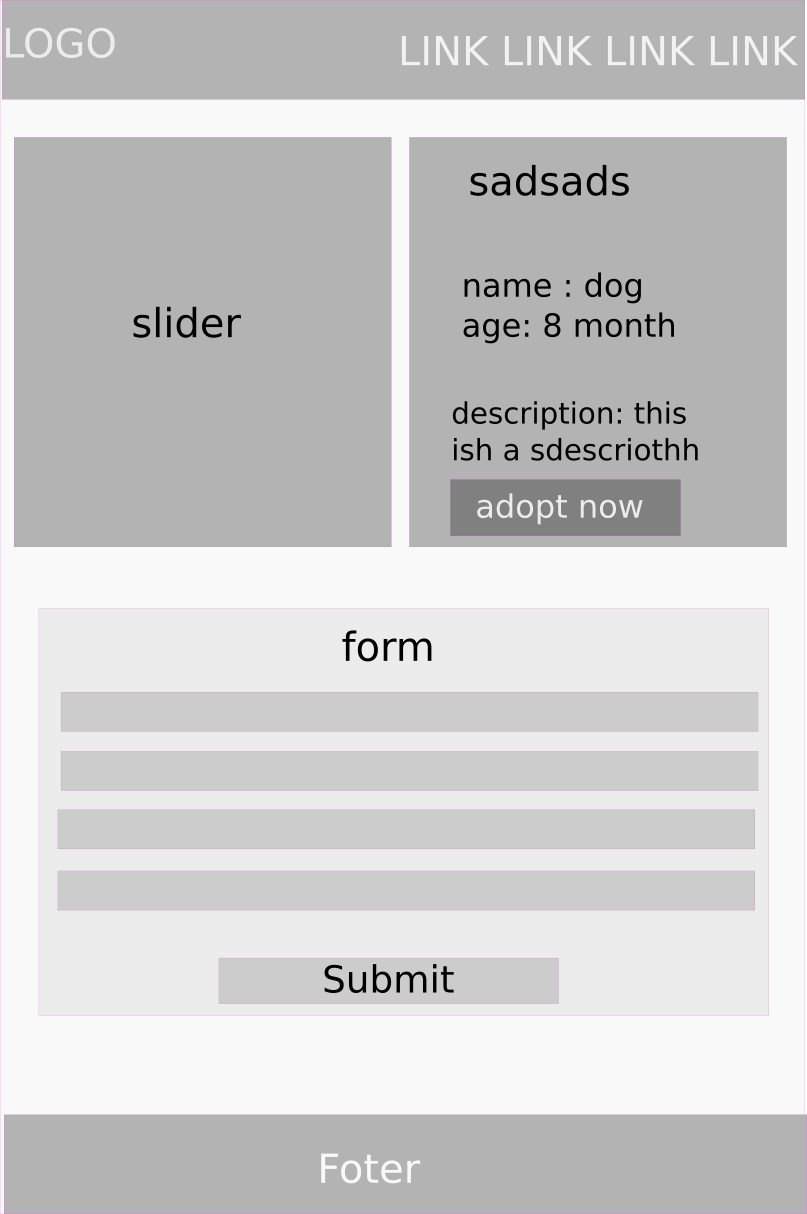 LOGO
LINK LINK LINK LINK
slider
sadsads
name : dog
age: 8 month
description: this
ish a sdescriothh
adopt now
form
Submit
Foter